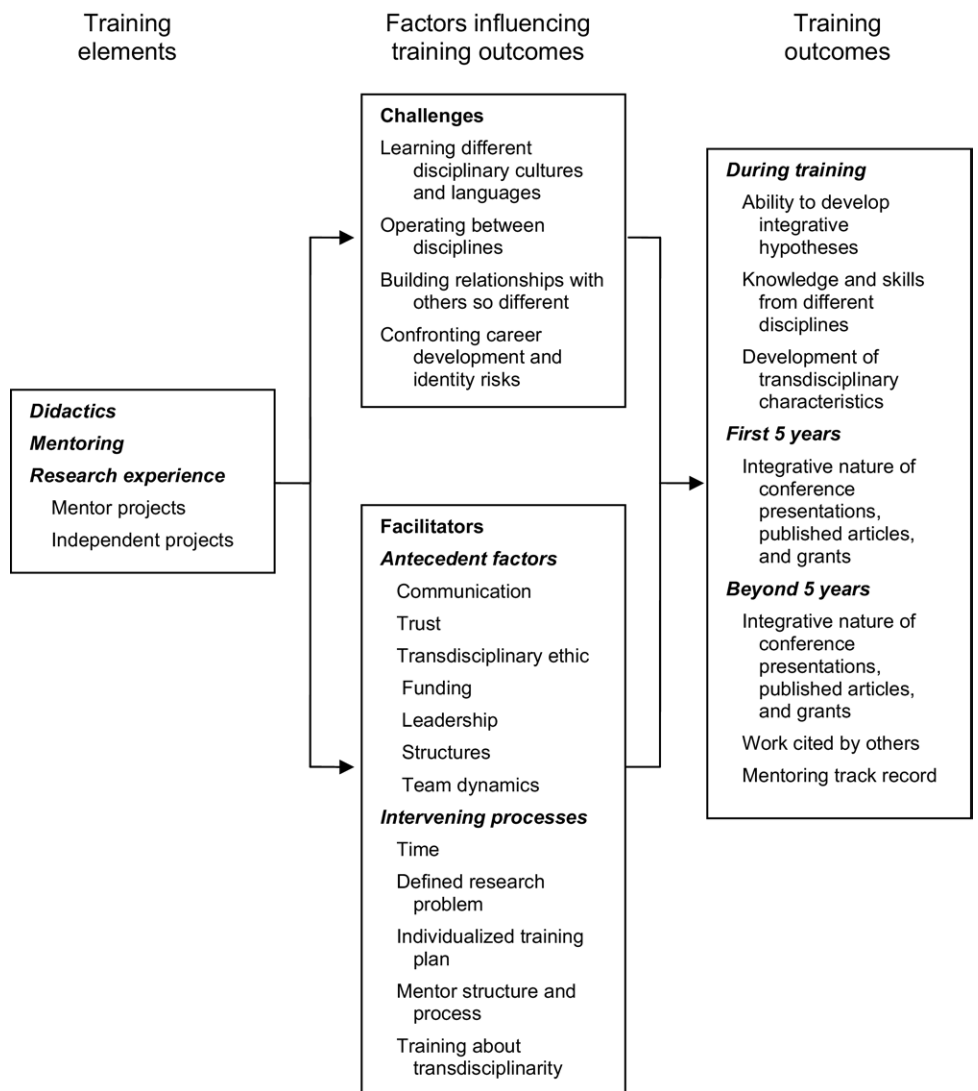 Training
elements
Factors influencing
training outcomes
Training
outcomes
Didactics
Mentoring
Research experience
Mentor projects
Independent projects
Challenges
Learning different
disciplinary cultures
and languages
Operating between
disciplines
Building relationships with
others so different
Confronting career
development and
identity risks
Facilitators
Antecedent factors
Communication
Trust
Transdisciplinary ethic
Funding
Leadership
Structures
Team dynamics
Intervening processes
Time
Defined research
problem
Individualized training
plan
Mentor structure and
process
Training about
transdisciplinarity
During training
Ability to develop
integrative
hypotheses
Knowledge and skills
from different
disciplines
Development of
transdisciplinary
characteristics
First 5 years
Integrative nature of
conference
presentations,
published articles,
and grants
Beyond 5 years
Integrative nature of
conference
presentations,
published articles,
and grants
Work cited by others
Mentoring track record